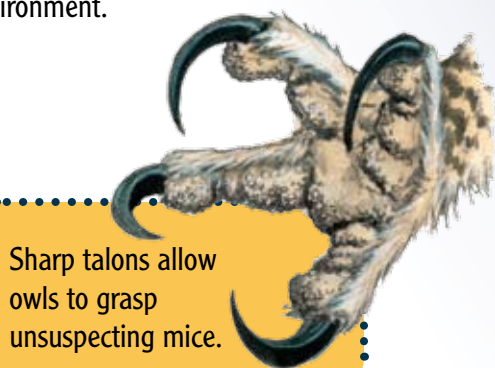 ironment.
Sharp talons allow
owls to grasp
unsuspecting mice.